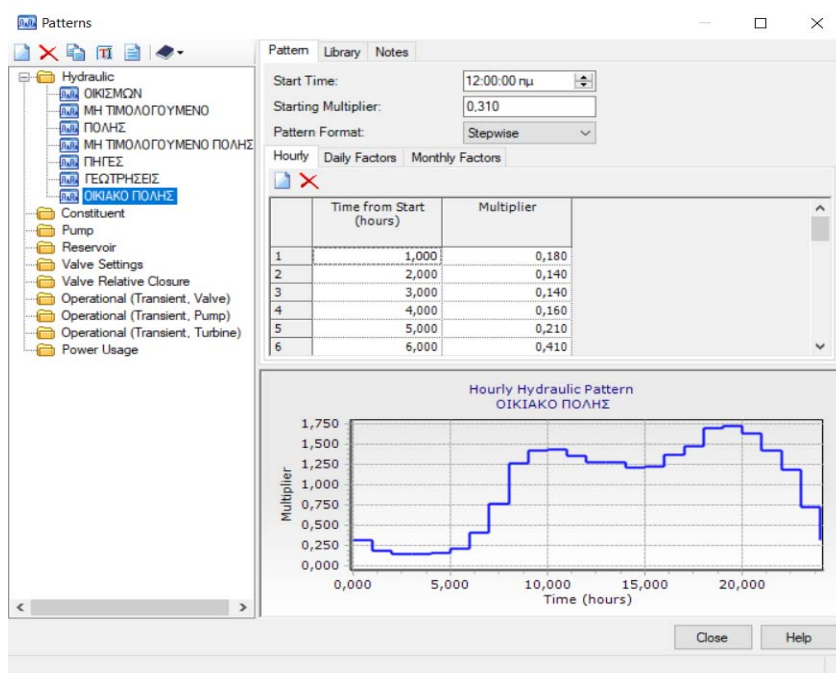 Patterns
Hydraulic
ΟΙΚΙΣΜΩΝ
ΜΗ ΤΙΜΟΛΟΓΟΥΜΕΝΟ
ΠΟΛΗΣ
ΜΗ ΤΙΜΟΛΟΓΟΥΜΕΝΟ ΠΟΛΗΣ
ΠΗΓΕΣ
ΓΕΩΤΡΗΣΕΙΣ
ΟΙΚΙΑΚΟ ΠΟΛΗΣ
Constituent
Pump
Reservoir
Valve Settings
Valve Relative Closure
Operational (Transient, Valve)
Operational (Transient, Pump)
Operational (Transient, Turbine)
Power Usage
Pattern Library Notes
Start Time: 12:00:00 πμ
Starting Multiplier: 0,310
Pattern Format: Stepwise
Hourly Daily Factors Monthly Factors
Time from Start (hours) Multiplier
1 1,000 0,180
2 2,000 0,140
3 3,000 0,140
4 4,000 0,160
5 5,000 0,210
6 6,000 0,410
Hourly Hydraulic Pattern
ΟΙΚΙΑΚΟ ΠΟΛΗΣ
Multiplier
1,750
1,500
1,250
1,000
0,750
0,500
0,250
0,000
0,000 5,000 10,000 15,000 20,000
Time (hours)
Close Help